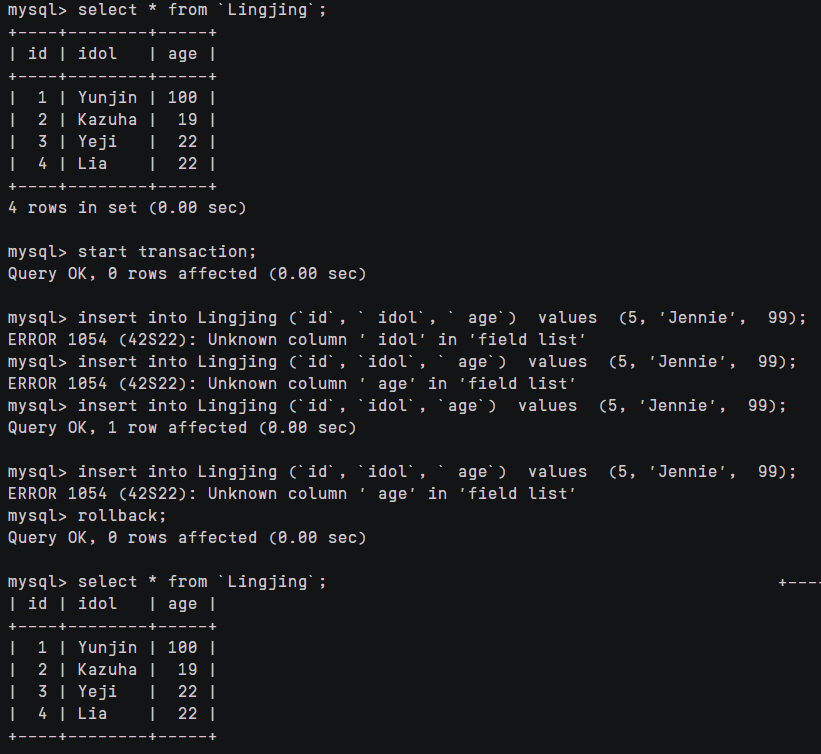 mysql> select * from `Lingjing`;
+----+--------+-----+
| id | idol   | age |
+----+--------+-----+
|  1 | Yunjin | 100 |
|  2 | Kazuha |  19 |
|  3 | Yeji   |  22 |
|  4 | Lia    |  22 |
+----+--------+-----+
4 rows in set (0.00 sec)

mysql> start transaction;
Query OK, 0 rows affected (0.00 sec)

mysql> insert into Lingjing (`id`, ` idol`, ` age`)  values  (5, 'Jennie',  99);
ERROR 1054 (42S22): Unknown column ' idol' in 'field list'
mysql> insert into Lingjing (`id`, `idol`, ` age`)  values  (5, 'Jennie',  99);
ERROR 1054 (42S22): Unknown column ' age' in 'field list'
mysql> insert into Lingjing (`id`, `idol`, `age`)  values  (5, 'Jennie',  99);
Query OK, 1 row affected (0.00 sec)

mysql> insert into Lingjing (`id`, `idol`, ` age`)  values  (5, 'Jennie',  99);
ERROR 1054 (42S22): Unknown column ' age' in 'field list'
mysql> rollback;
Query OK, 0 rows affected (0.00 sec)

mysql> select * from `Lingjing`;                                             +----
| id | idol   | age |
+----+--------+-----+
|  1 | Yunjin | 100 |
|  2 | Kazuha |  19 |
|  3 | Yeji   |  22 |
|  4 | Lia    |  22 |
+----+--------+-----+